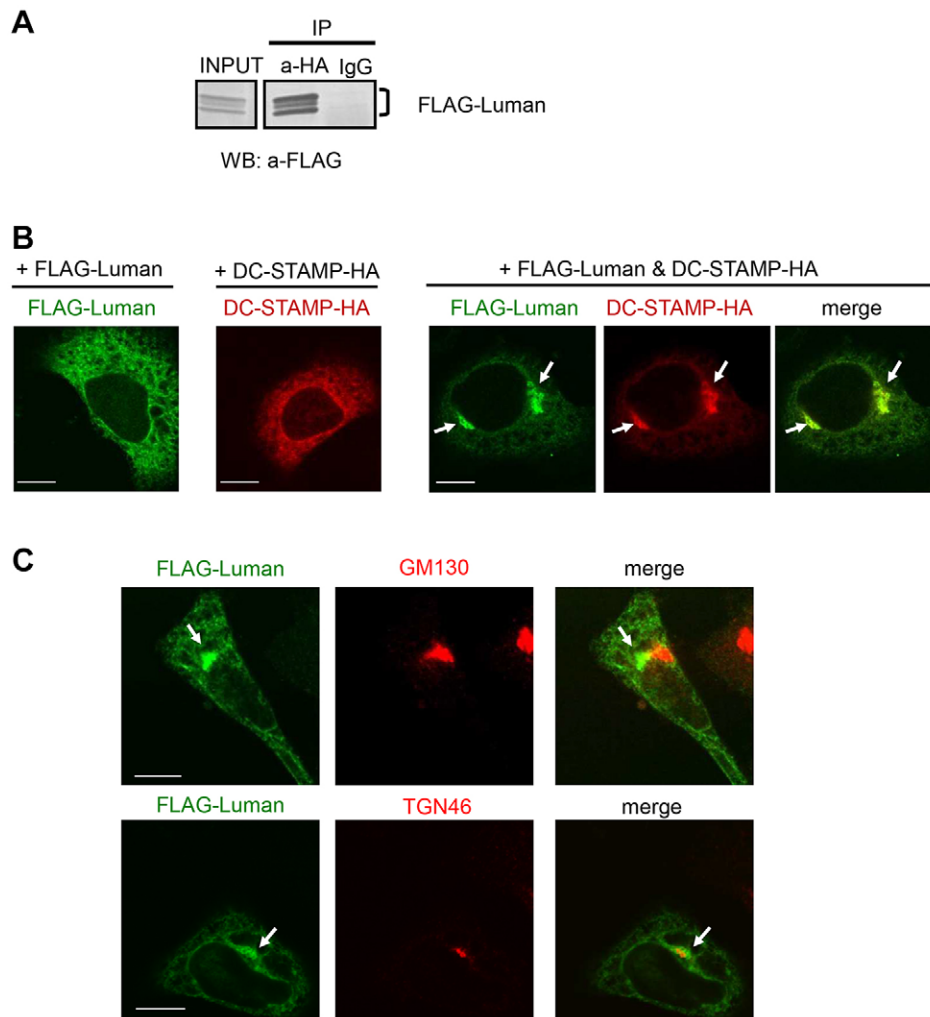 A
IP
INPUT a-HA IgG
FLAG-Luman
WB: a-FLAG
B
+ FLAG-Luman + DC-STAMP-HA + FLAG-Luman & DC-STAMP-HA
FLAG-Luman DC-STAMP-HA FLAG-Luman DC-STAMP-HA merge
C
FLAG-Luman GM130 merge
FLAG-Luman TGN46 merge